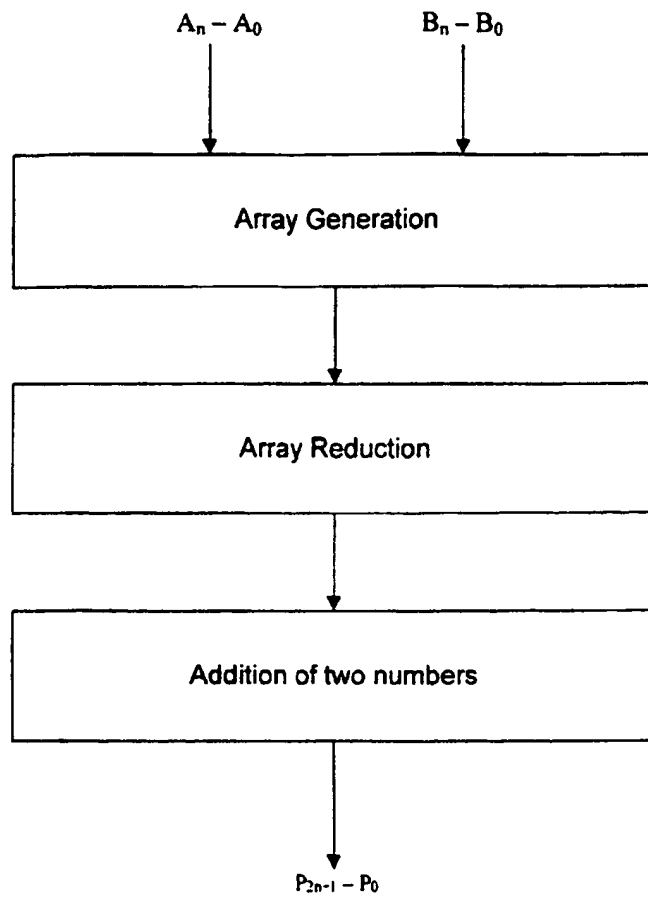 Aₙ – A₀ Bₙ – B₀
Array Generation
Array Reduction
Addition of two numbers
P₂ₙ₋₁ – P₀